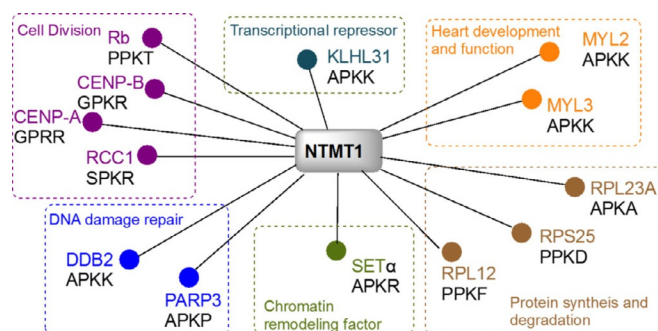 Cell Division
Rb
PPKT
CENP-B
GPKR
CENP-A
GPRR
RCC1
SPKR
Transcriptional repressor
KLHL31
APKK
Heart development
and function
MYL2
APKK
MYL3
APKK
NTMT1
DNA damage repair
DDB2
APKK
PARP3
APKP
SETα
APKR
Chromatin
remodeling factor
RPL23A
APKA
RPS25
PPKD
RPL12
PPKF
Protein syntheis and
degradation